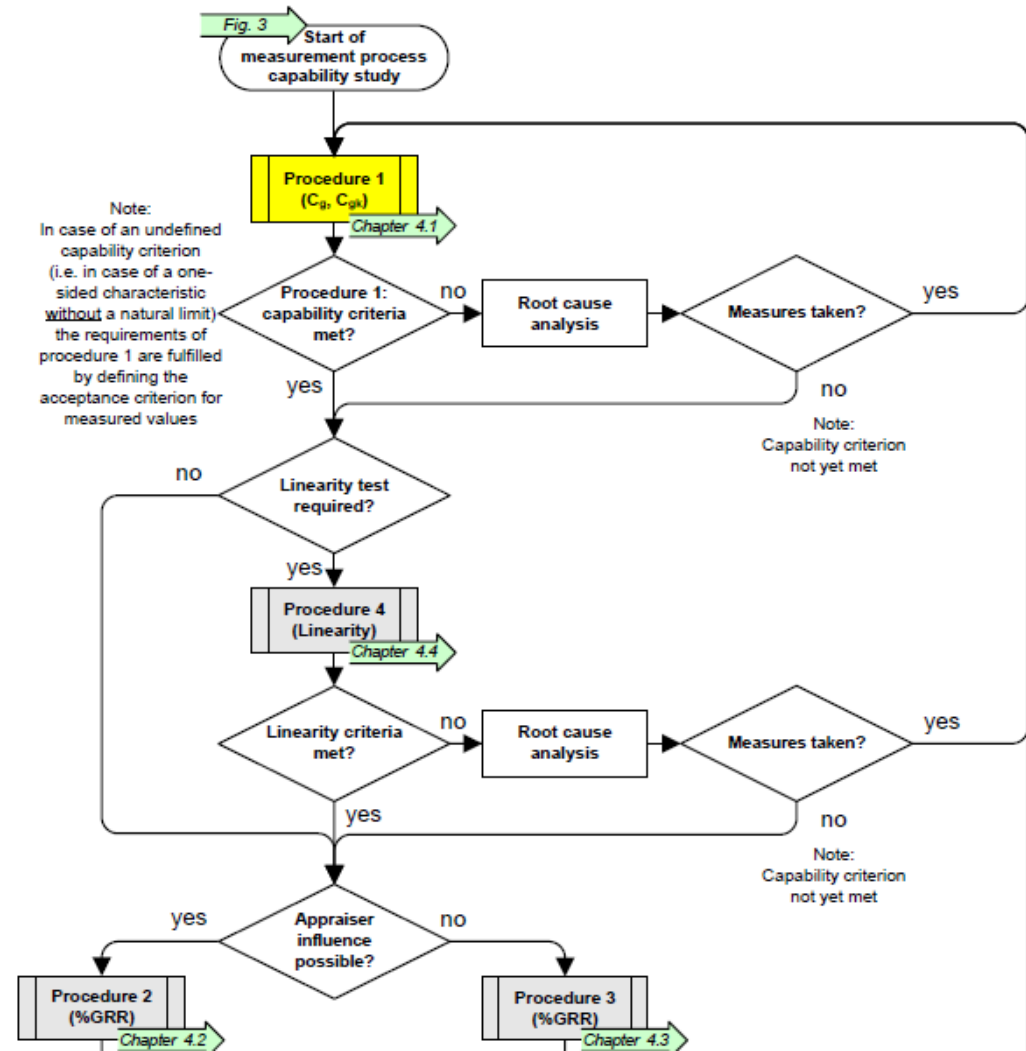 Fig. 3
Start of
measurement process
capability study
Procedure 1
(Cg, Cgk)
Chapter 4.1
Note:
In case of an undefined
capability criterion
(i.e. in case of a one-
sided characteristic
without a natural limit)
the requirements of
procedure 1 are fulfilled
by defining the
acceptance criterion for
measured values
Procedure 1:
capability criteria
met?
no
Root cause
analysis
Measures taken?
yes
yes
no
Note:
Capability criterion
not yet met
no
Linearity test
required?
yes
Procedure 4
(Linearity)
Chapter 4.4
Linearity criteria
met?
no
Root cause
analysis
Measures taken?
yes
yes
no
Note:
Capability criterion
not yet met
yes
Appraiser
influence
possible?
no
Procedure 2
(%GRR)
Chapter 4.2
Procedure 3
(%GRR)
Chapter 4.3